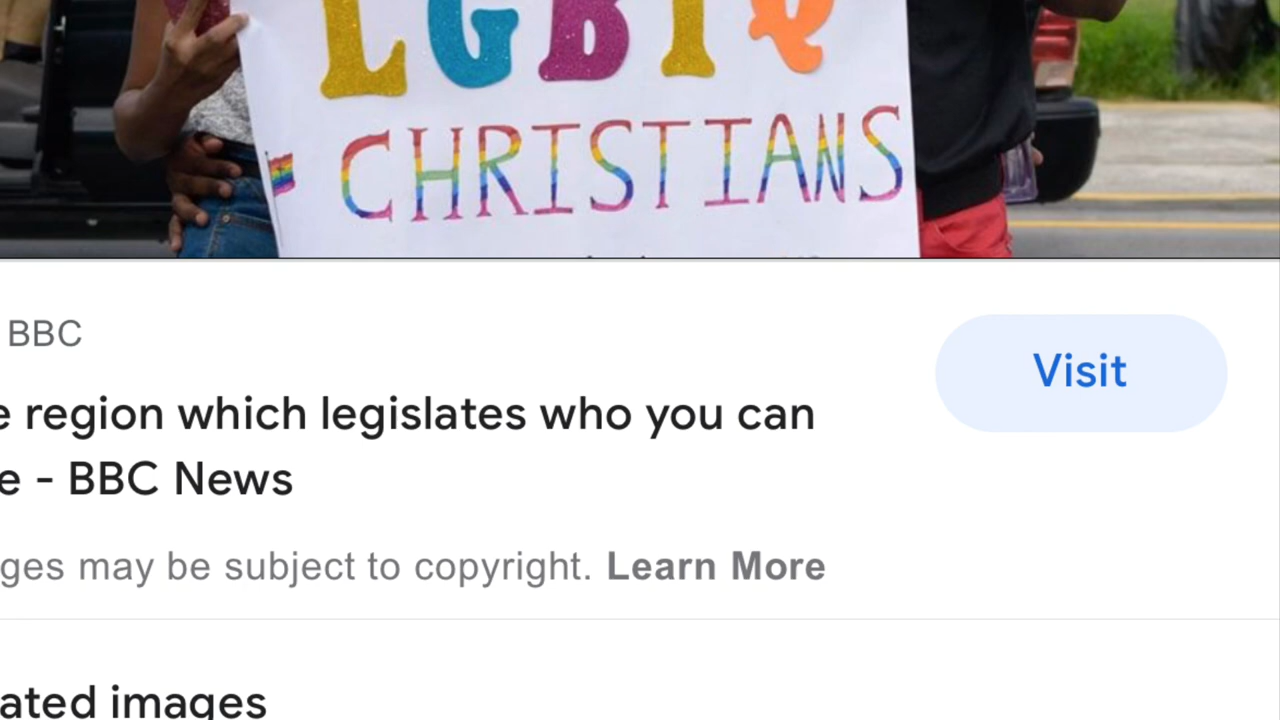 LGBTQ
CHRISTIANS
BBC
e region which legislates who you can
Visit
e - BBC News
ges may be subject to copyright. Learn More
ated images